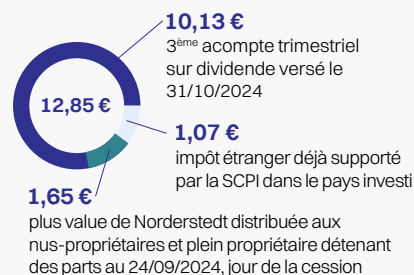 10,13 €
3ème acompte trimestriel
sur dividende versé le
31/10/2024
12,85 €
1,07 €
impôt étranger déjà supporté
par la SCPI dans le pays investi
1,65 €
plus value de Norderstedt distribuée aux
nus-propriétaires et plein propriétaire détenant
des parts au 24/09/2024, jour de la cession